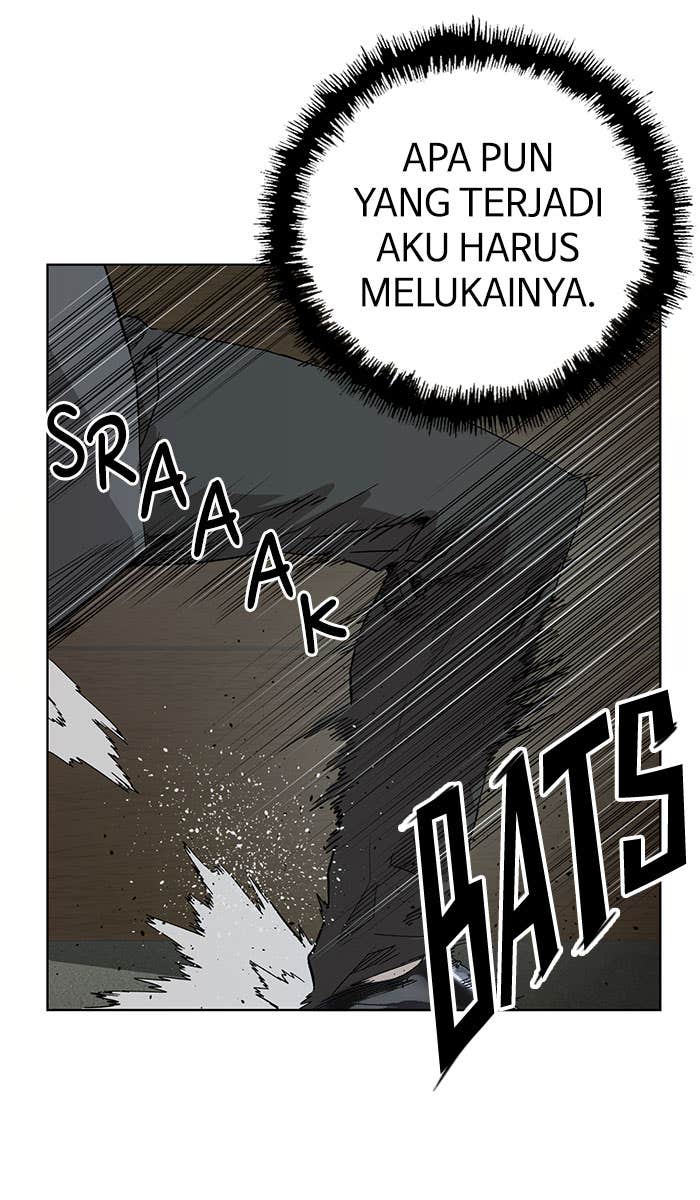 APA PUN
YANG TERJADI
AKU HARUS
MELUKAINYA.
SRAAAK
BATS